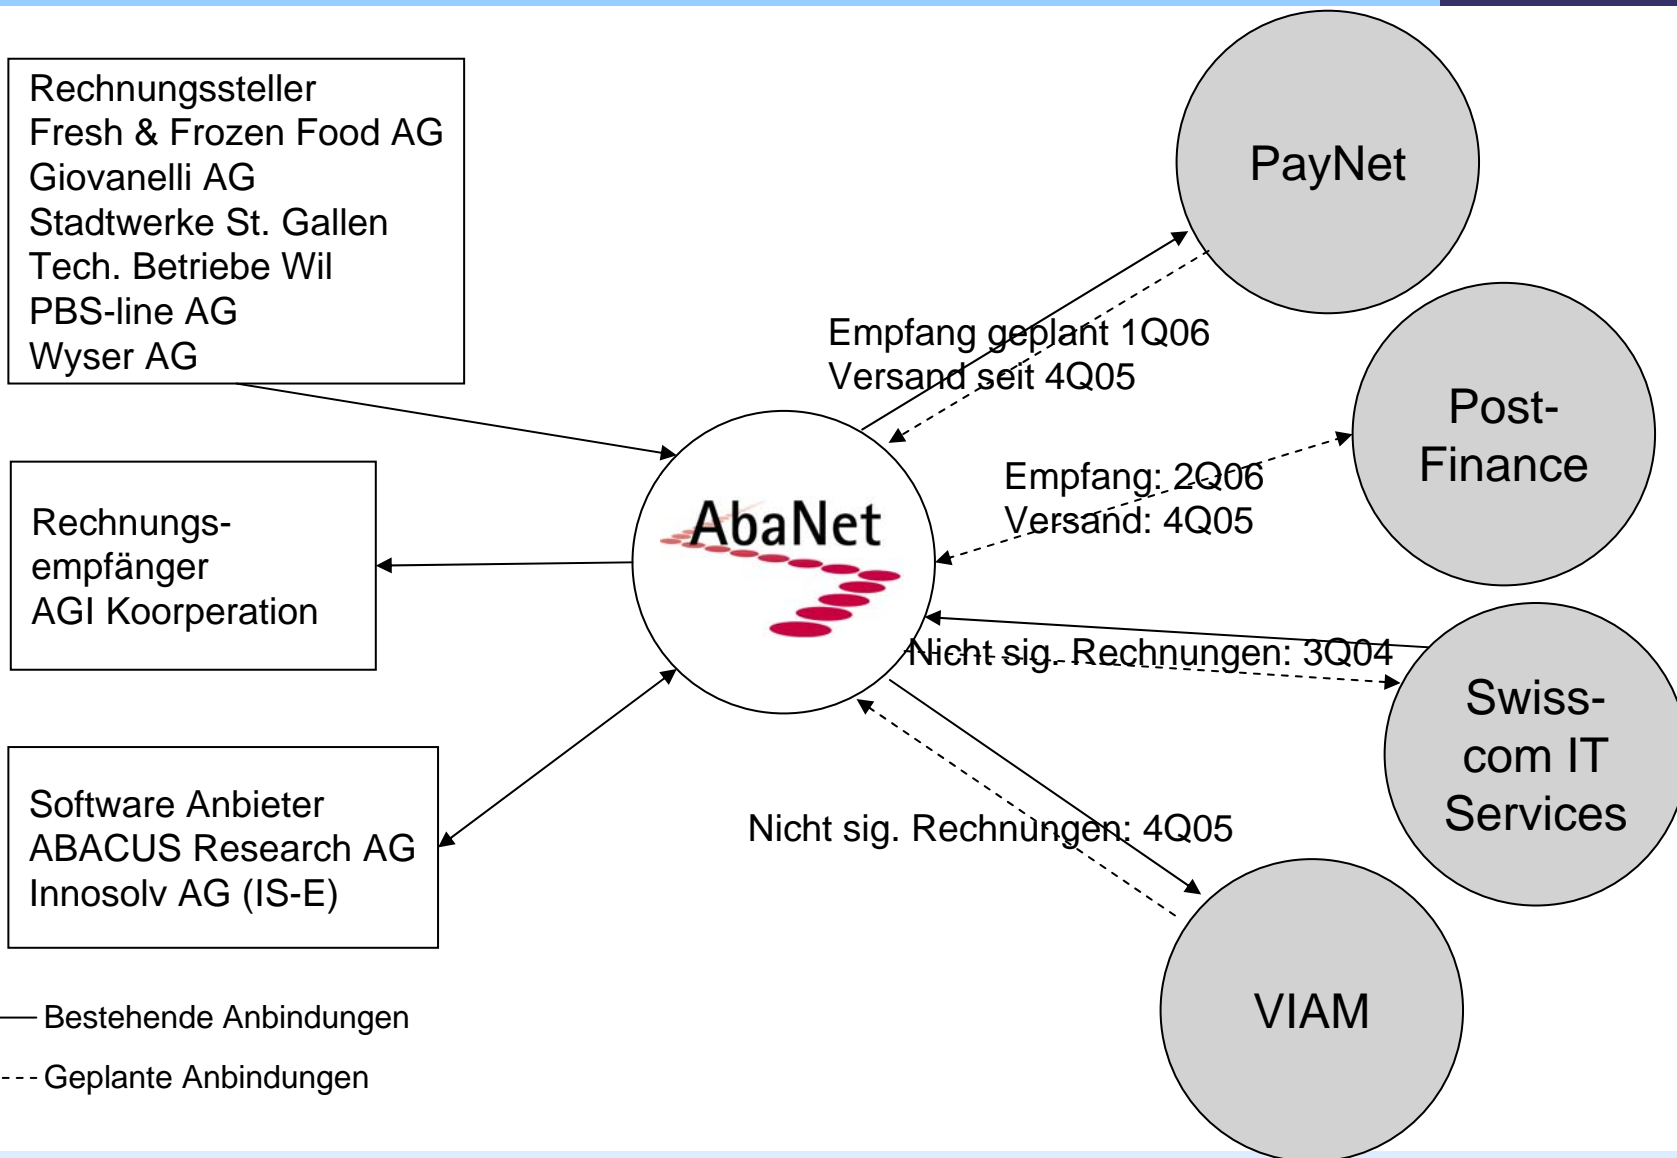 Rechnungssteller
Fresh & Frozen Food AG
Giovanelli AG
Stadtwerke St. Gallen
Tech. Betriebe Wil
PBS-line AG
Wyser AG
Rechnungs-
empfänger
AGI Koorperation
Software Anbieter
ABACUS Research AG
Innosolv AG (IS-E)
Bestehende Anbindungen
Geplante Anbindungen
AbaNet
Empfang geplant 1Q06
Versand seit 4Q05
Empfang: 2Q06
Versand: 4Q05
Nicht sig. Rechnungen: 3Q04
Nicht sig. Rechnungen: 4Q05
PayNet
Post-
Finance
Swiss-
com IT
Services
VIAM